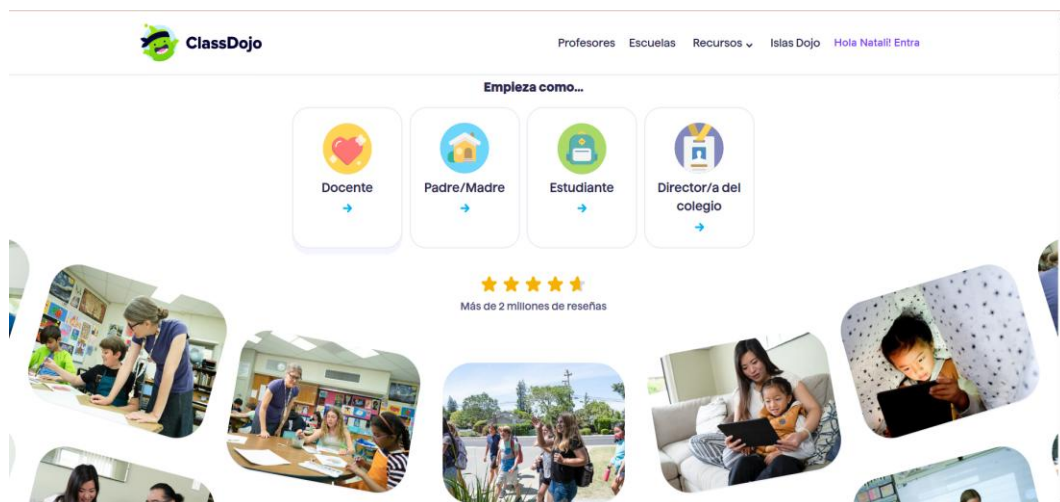 ClassDojo
Profesores Escuelas Recursos Islas Dojo Hola Natali! Entra
Empieza como...
Docente
Padre/Madre
Estudiante
Director/a del
colegio
Más de 2 millones de reseñas